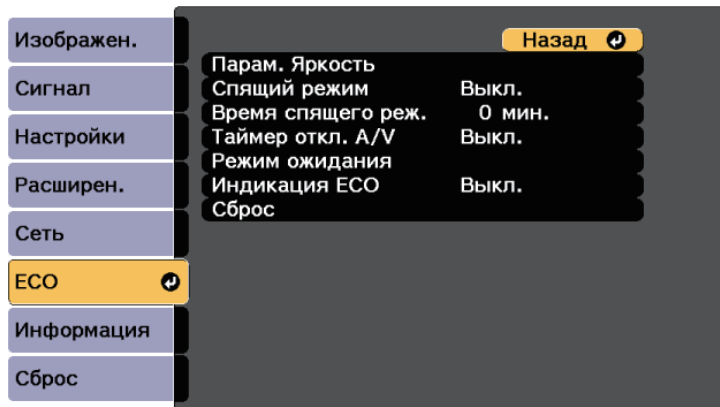 Изображен.
Сигнал
Настройки
Расширен.
Сеть
ECO
Информация
Сброс
Назад
Парам. Яркость
Спящий режим Выкл.
Время спящего реж. 0 мин.
Таймер откл. A/V Выкл.
Режим ожидания
Индикация ECO Выкл.
Сброс